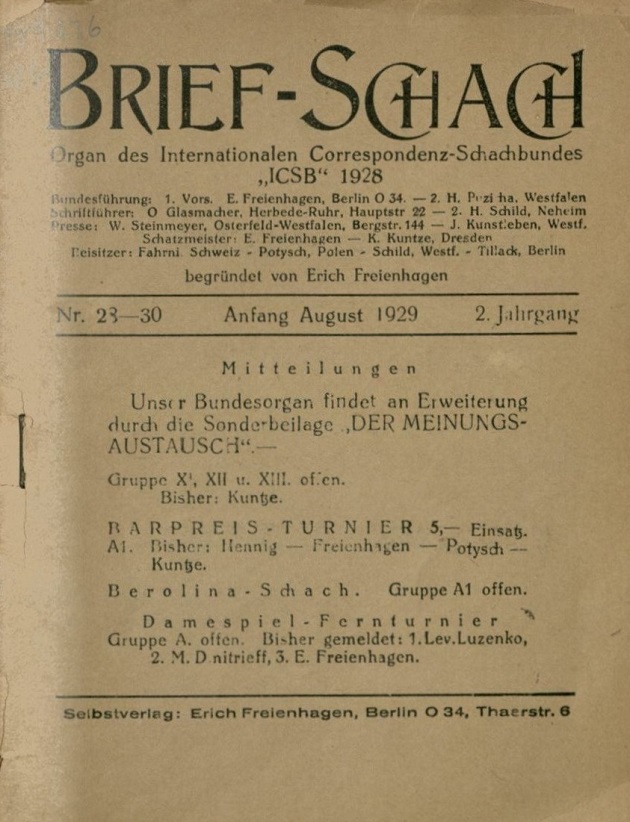 BRIEF-SCHACH
Organ des Internationalen Correspondenz-Schachbundes
„ICSB“ 1928
Bundesführung: 1. Vors. E. Freienhagen, Berlin O 34. — 2. H. Westfalen
Schriftführer: O Glasmacher, Herbede-Ruhr, Hauptstr 22 — 2. H. Schild, Neheim
Presse: W. Steinmeyer, Osterfeld-Westfalen, Bergstr. 144 — J. Kunstleben, Westf.
Schatzmeister: E. Freienhagen — K. Kuntze, Dresden
Beisitzer: Fahrni Schweiz - Potysch, Polen - Schild, Westf. - Tillack, Berlin
begründet von Erich Freienhagen
Nr. 28—30 Anfang August 1929 2. Jahrgang
Mitteilungen
Unser Bundesorgan findet an Erweiterung
durch die Sonderbeilage „DER MEINUNGS-
AUSTAUSCH“.—
Gruppe XI, XII u. XIII. offen.
Bisher: Kuntze.
BARPREIS-TURNIER 5,— Einsatz.
A1. Bisher: Hennig — Freienhagen — Potysch —
Kuntze.
Berolina-Schach. Gruppe A1 offen.
Damespiel-Fernturnier
Gruppe A. offen. Bisher gemeldet: 1. Lev. Luzenko,
2. M. Dmitrieff, 3. E. Freienhagen.
Selbstverlag: Erich Freienhagen, Berlin O 34, Thaerstr. 6